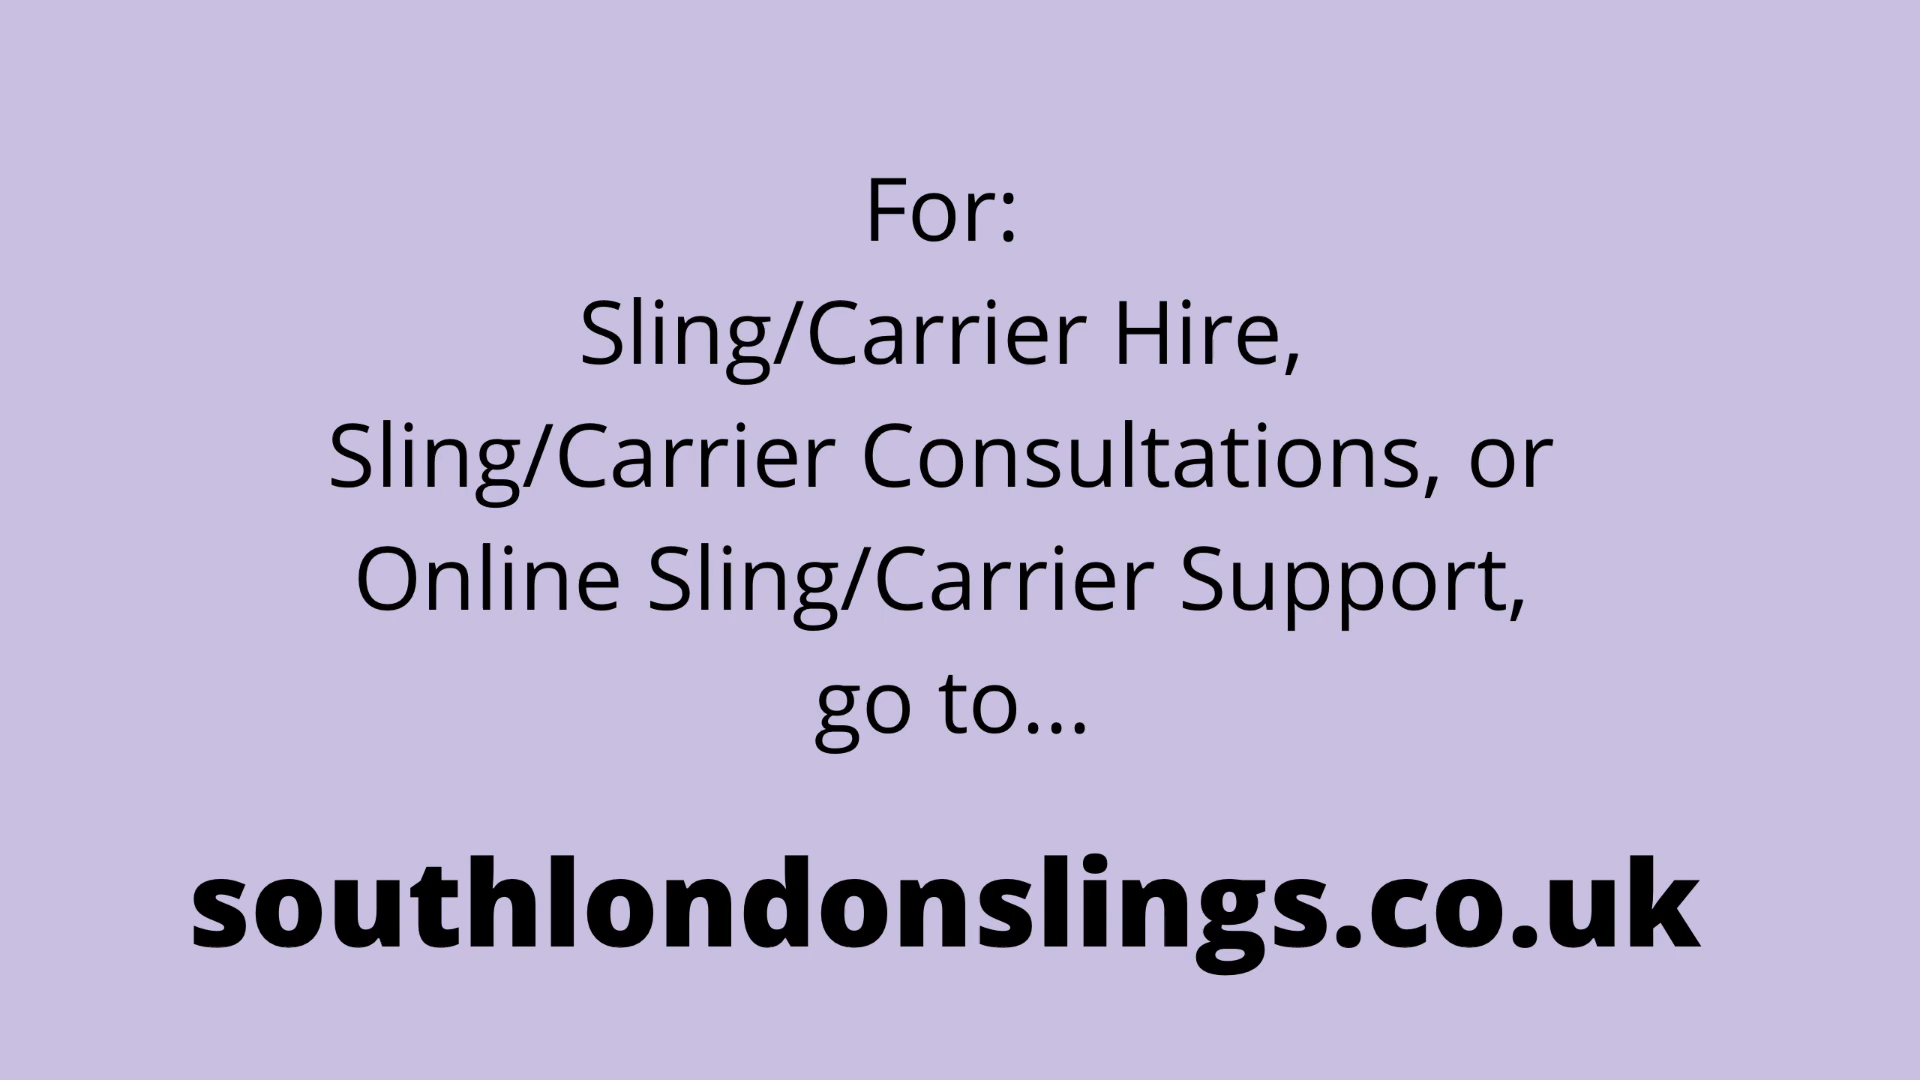 For:
Sling/Carrier Hire,
Sling/Carrier Consultations, or
Online Sling/Carrier Support,
go to...
southlondonslings.co.uk